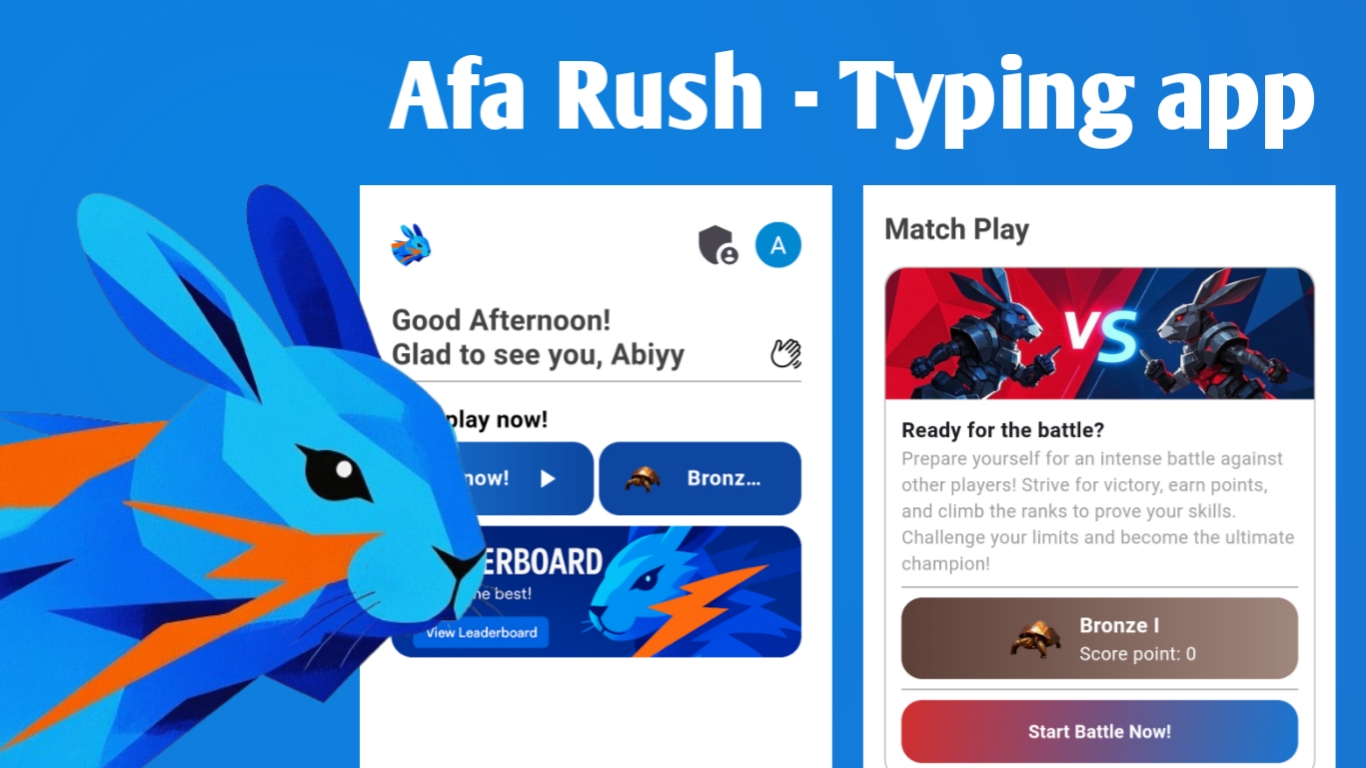 Afa Rush - Typing app
A
Good Afternoon!
Glad to see you, Abiyy
play now!
now!
Bronz...
ERBOARD
he best!
View Leaderboard
Match Play
VS
Ready for the battle?
Prepare yourself for an intense battle against
other players! Strive for victory, earn points,
and climb the ranks to prove your skills.
Challenge your limits and become the ultimate
champion!
Bronze I
Score point: 0
Start Battle Now!